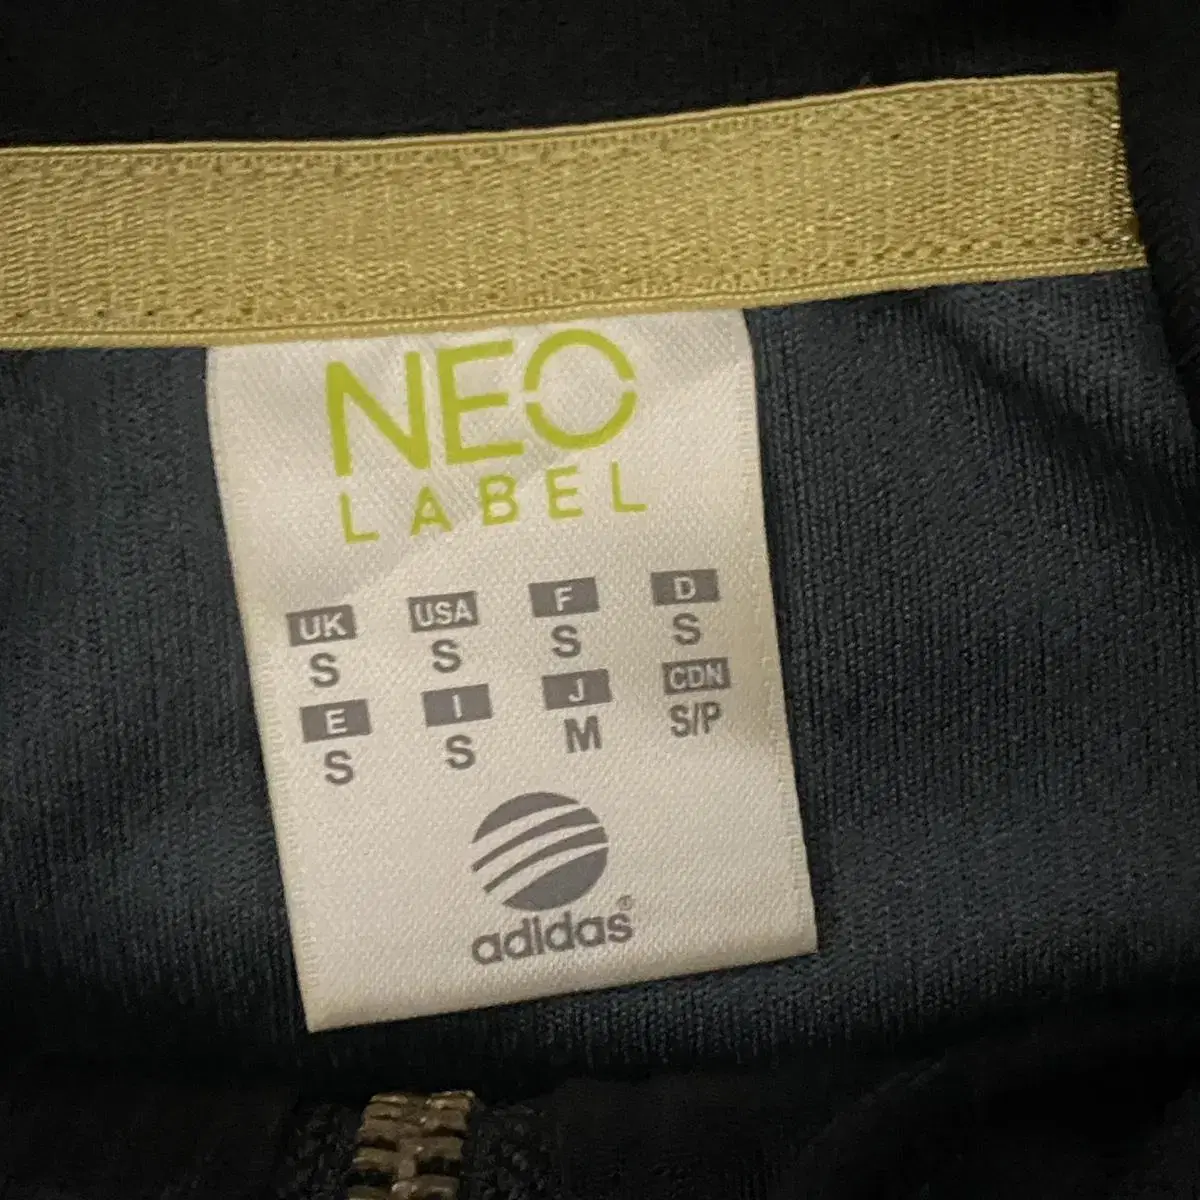 NEO
LABEL
UK USA F D
S S S S
E I J CDN
S S M S/P
adidas®